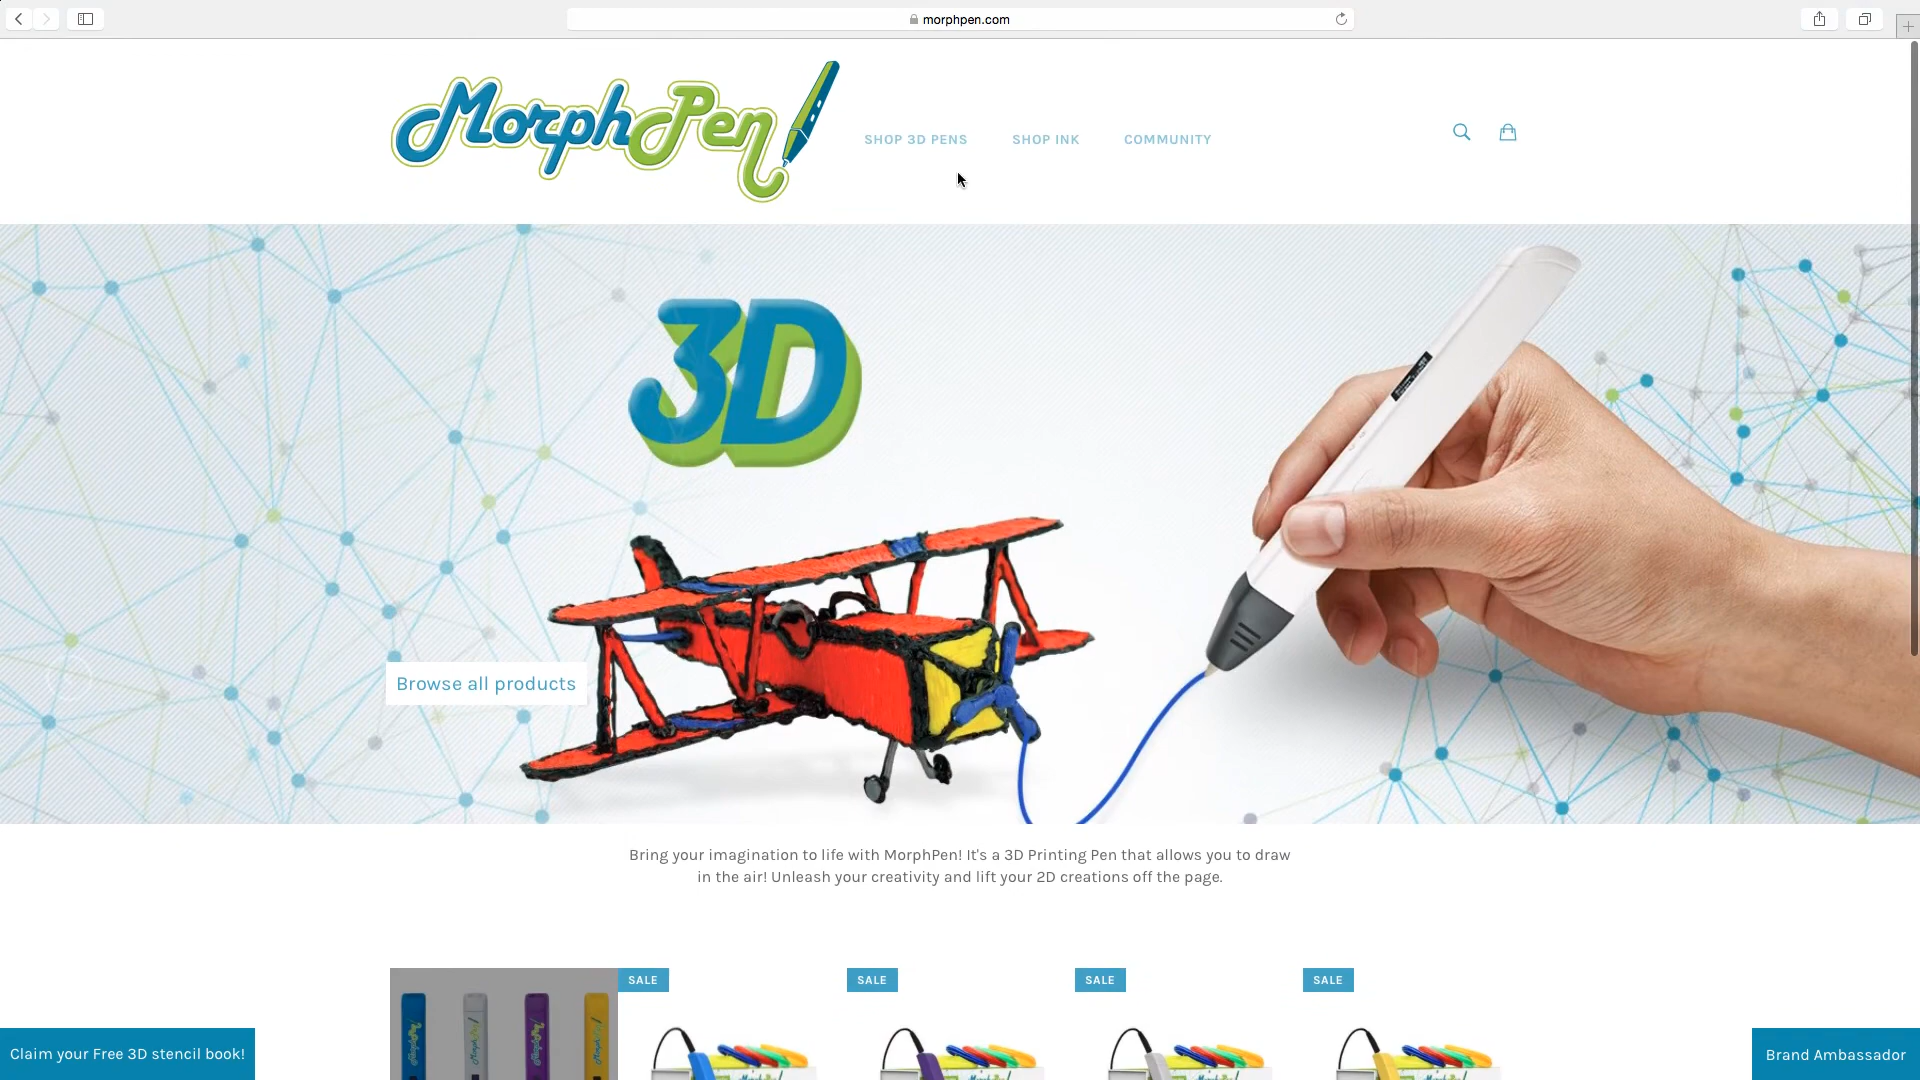 morphpen.com
MorphPen
SHOP 3D PENS
SHOP INK
COMMUNITY
3D
Browse all products
Bring your imagination to life with MorphPen! It's a 3D Printing Pen that allows you to draw
in the air! Unleash your creativity and lift your 2D creations off the page.
SALE
SALE
SALE
SALE
Claim your Free 3D stencil book!
Brand Ambassador